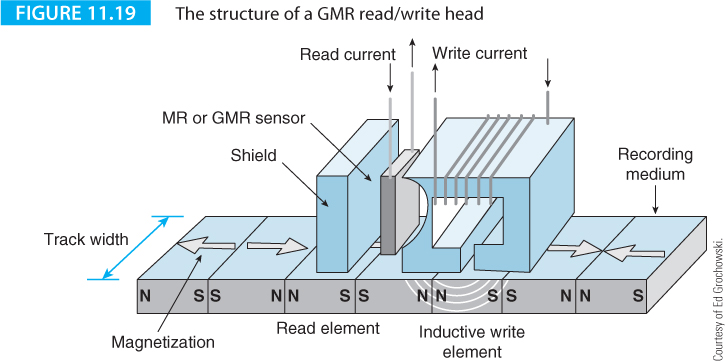 FIGURE 11.19 The structure of a GMR read/write head
Read current
Write current
MR or GMR sensor
Shield
Recording
medium
Track width
N S S N N S S N N S S N N S
Magnetization
Read element
Inductive write
element
Courtesy of Ed Grochowski.